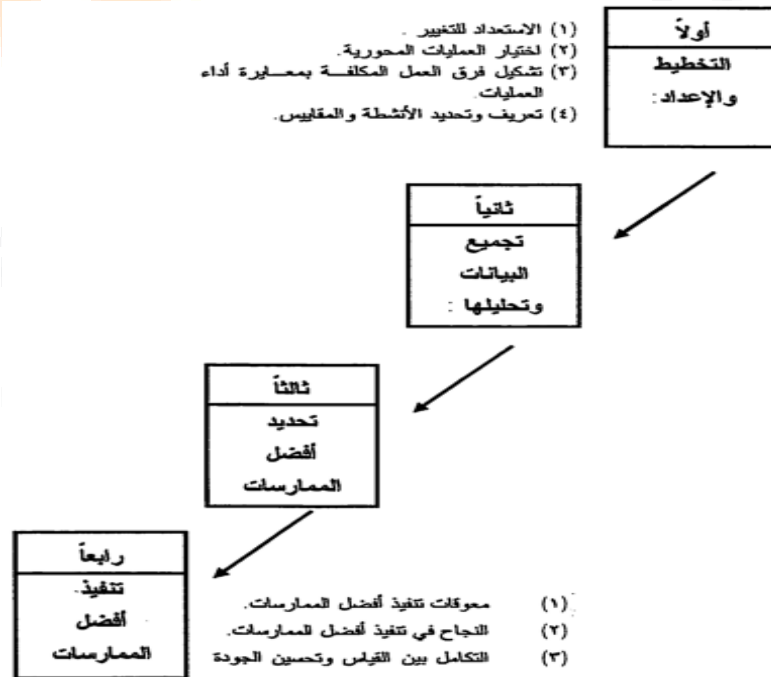 أولاً
التخطيط
والإعداد:
(١) الاستعداد للتغيير .
(٢) اختيار العمليات المحورية.
(٣) تشكيل فرق العمل المكلفة بمعايرة أداء
العمليات.
(٤) تعريف وتحديد الأنشطة والمقاييس.
ثانياً
تجميع
البيانات
وتحليلها :
ثالثاً
تحديد
أفضل
الممارسات
رابعاً
تنفيذ
أفضل
الممارسات
(١) معوقات تنفيذ أفضل الممارسات.
(٢) النجاح في تنفيذ أفضل الممارسات.
(٣) التكامل بين القياس وتحسين الجودة